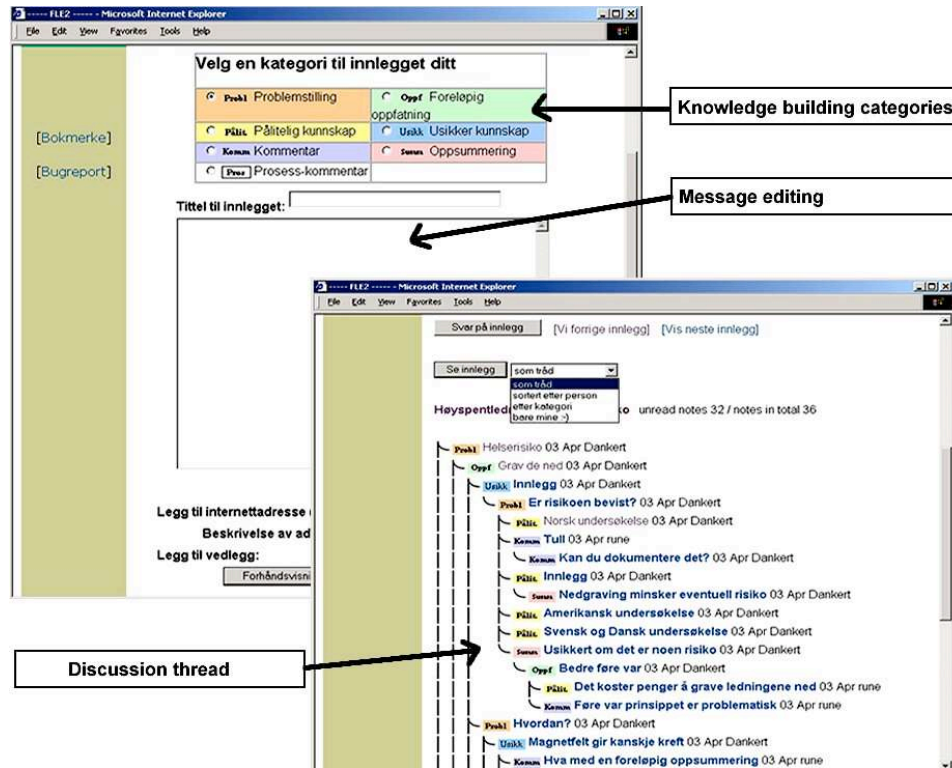 ----- FLE2 ----- - Microsoft Internet Explorer
File Edit View Favorites Tools Help
Velg en kategori til innlegget ditt
Probl Problemstilling
Oppf Foreløpig
oppfatning
Pålit. Pålitelig kunnskap
Usikk Usikker kunnskap
Komm Kommentar
Summ Oppsummering
Pros Prosess-kommentar
[Bokmerke]
[Bugreport]
Tittel til innlegget:
Legg til internettadresse
Beskrivelse av ad
Legg til vedlegg:
Forhåndsvisni
Knowledge building categories
Message editing
Discussion thread
----- FLE2 ----- - Microsoft Internet Explorer
File Edit View Favorites Tools Help
Svar på innlegg [Vi forrige innlegg] [Vis neste innlegg]
Se innlegg som tråd
som tråd
sortert etter person
etter kategori
bare mine :-)
Høyspentled ko unread notes 32 / notes in total 36
Probl Helserisiko 03 Apr Dankert
Oppf Grav de ned 03 Apr Dankert
Usikk Innlegg 03 Apr Dankert
Probl Er risikoen bevist? 03 Apr Dankert
Pålit. Norsk undersøkelse 03 Apr Dankert
Komm Tull 03 Apr rune
Komm Kan du dokumentere det? 03 Apr Dankert
Pålit. Innlegg 03 Apr Dankert
Summ Nedgraving minsker eventuell risiko 03 Apr Dankert
Pålit. Amerikansk undersøkelse 03 Apr Dankert
Pålit. Svensk og Dansk undersøkelse 03 Apr Dankert
Summ Usikkert om det er noen risiko 03 Apr Dankert
Oppf Bedre føre var 03 Apr Dankert
Pålit. Det koster penger å grave ledningene ned 03 Apr rune
Komm Føre var prinsippet er problematisk 03 Apr rune
Probl Hvordan? 03 Apr Dankert
Usikk Magnetfelt gir kanskje kreft 03 Apr Dankert
Komm Hva med en foreløpig oppsummering 03 Apr rune